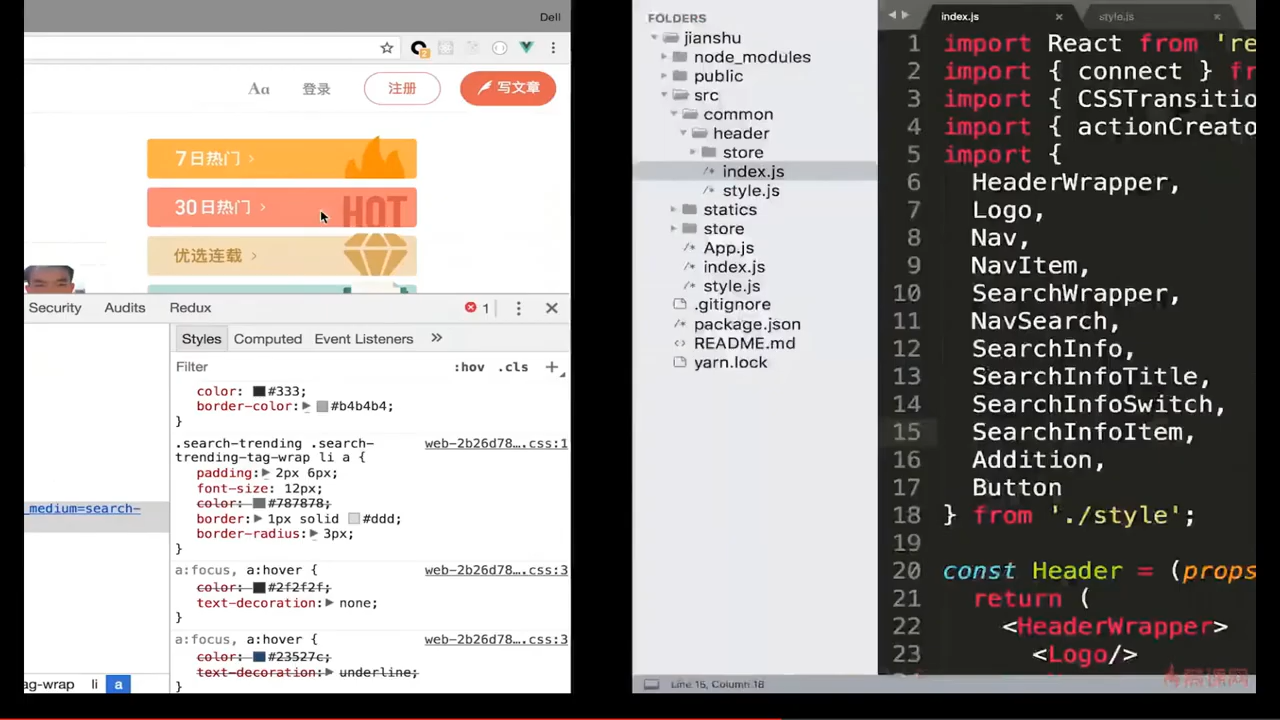 Dell
Aa 登录 注册 写文章
7日热门 >
30日热门 >
HOT
优选连载 >
Security Audits Redux 1
Styles Computed Event Listeners »
Filter :hov .cls +
color: #333;
border-color: #b4b4b4;
}
.search-trending .search- web-2b26d78….css:1
trending-tag-wrap li a {
padding: 2px 6px;
font-size: 12px;
color: #787878;
border: 1px solid #ddd;
border-radius: 3px;
}
a:focus, a:hover { web-2b26d78….css:3
color: #2f2f2f;
text-decoration: none;
}
a:focus, a:hover { web-2b26d78….css:3
color: #23527c;
text-decoration: underline;
}
_medium=search-
ag-wrap li a
FOLDERS
jianshu
node_modules
public
src
common
header
store
index.js
style.js
statics
store
App.js
index.js
style.js
.gitignore
package.json
README.md
yarn.lock
index.js × style.js ×
1 import React from 're
2 import { connect } fr
3 import { CSSTransitio
4 import { actionCreato
5 import {
6 HeaderWrapper,
7 Logo,
8 Nav,
9 NavItem,
10 SearchWrapper,
11 NavSearch,
12 SearchInfo,
13 SearchInfoTitle,
14 SearchInfoSwitch,
15 SearchInfoItem,
16 Addition,
17 Button
18 } from './style';
19
20 const Header = (props
21 return (
22 <HeaderWrapper>
23 <Logo/>
慕课网
Line 15, Column 18